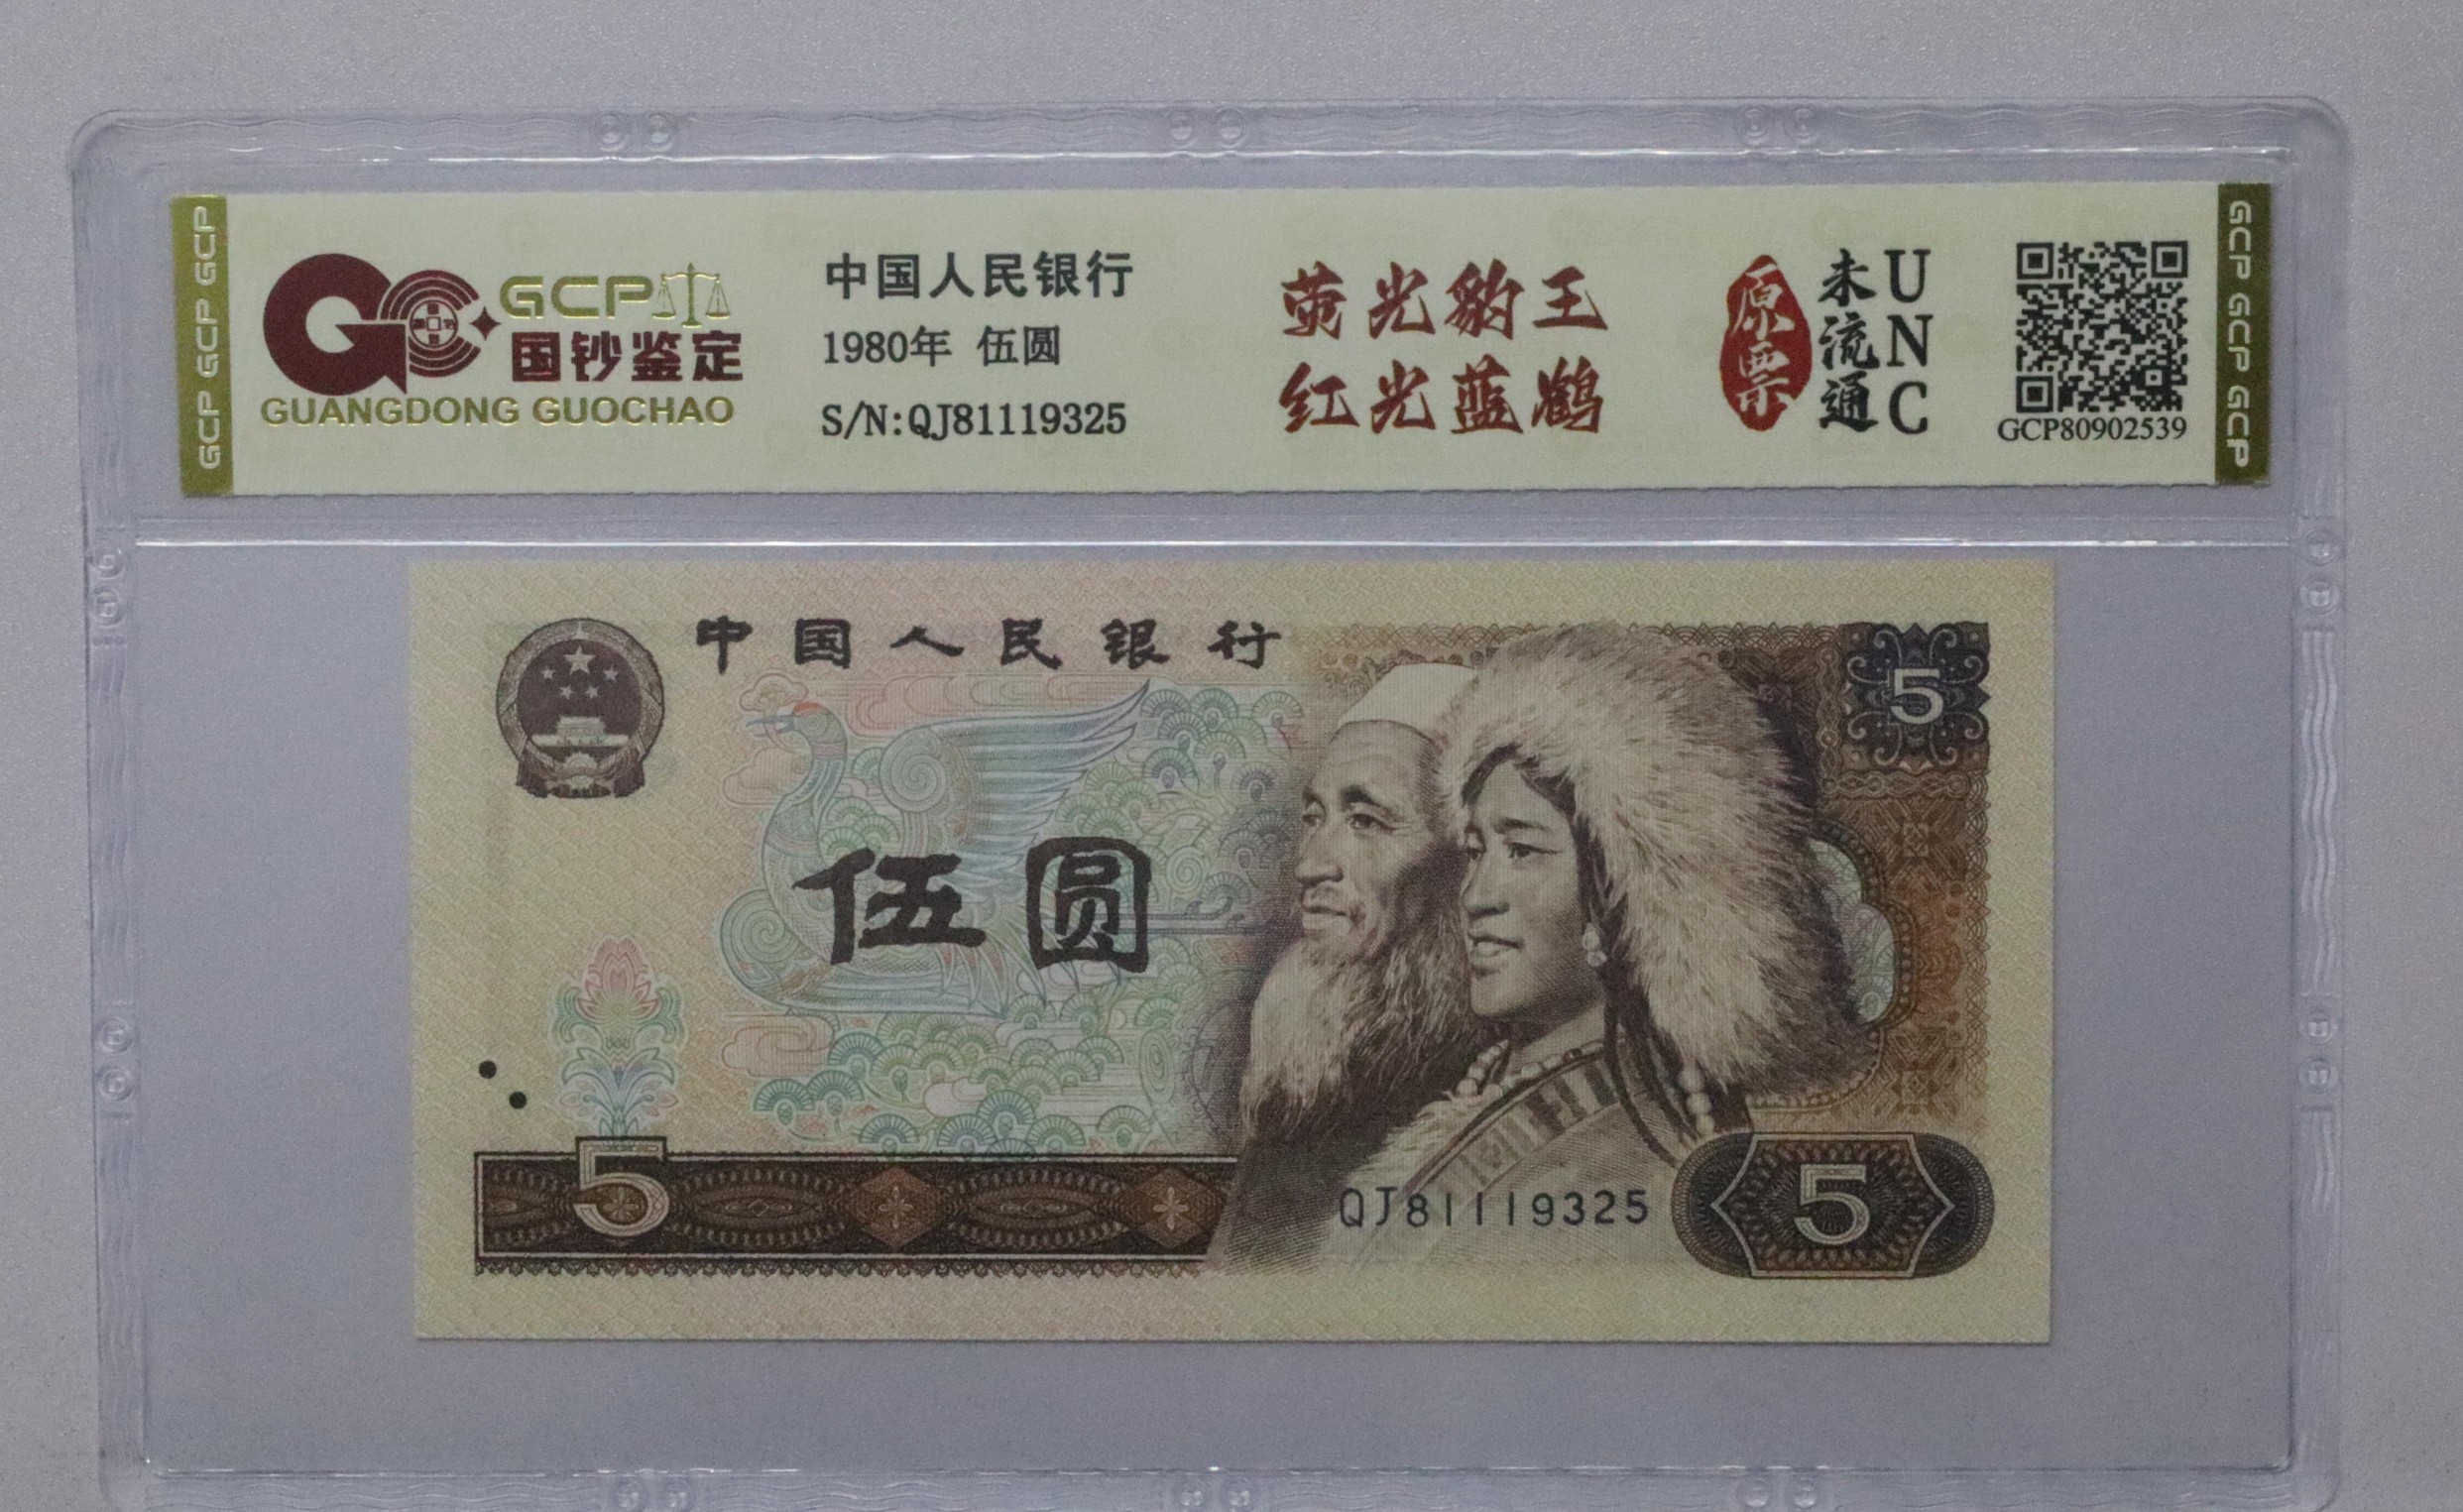 GCP GCP GCP
GCP
国钞鉴定
GUANGDONG GUOCHAO
中国人民银行
1980年 伍圆
S/N:QJ81119325
荧光豹王
红光蓝鹤
原票
未流通
UNC
GCP80902539
GCP GCP GCP
中国人民银行
5
伍圆
5
QJ81119325
5